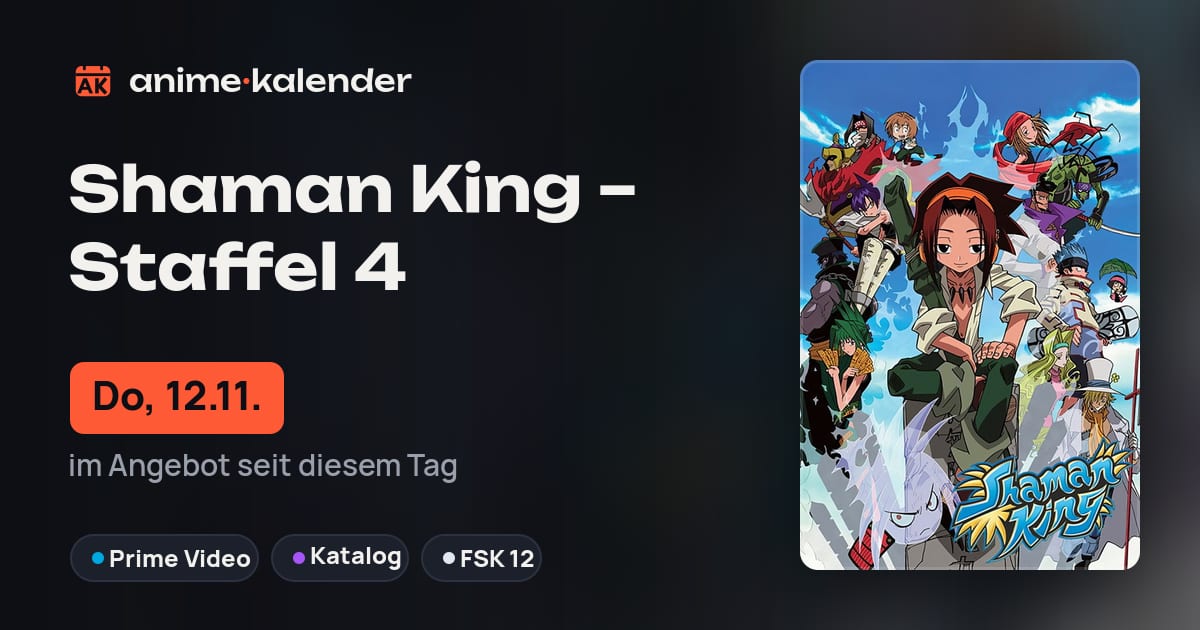 AK anime·kalender
Shaman King –
Staffel 4
Do, 12.11.
im Angebot seit diesem Tag
Prime Video
Katalog
FSK 12
Shaman
King